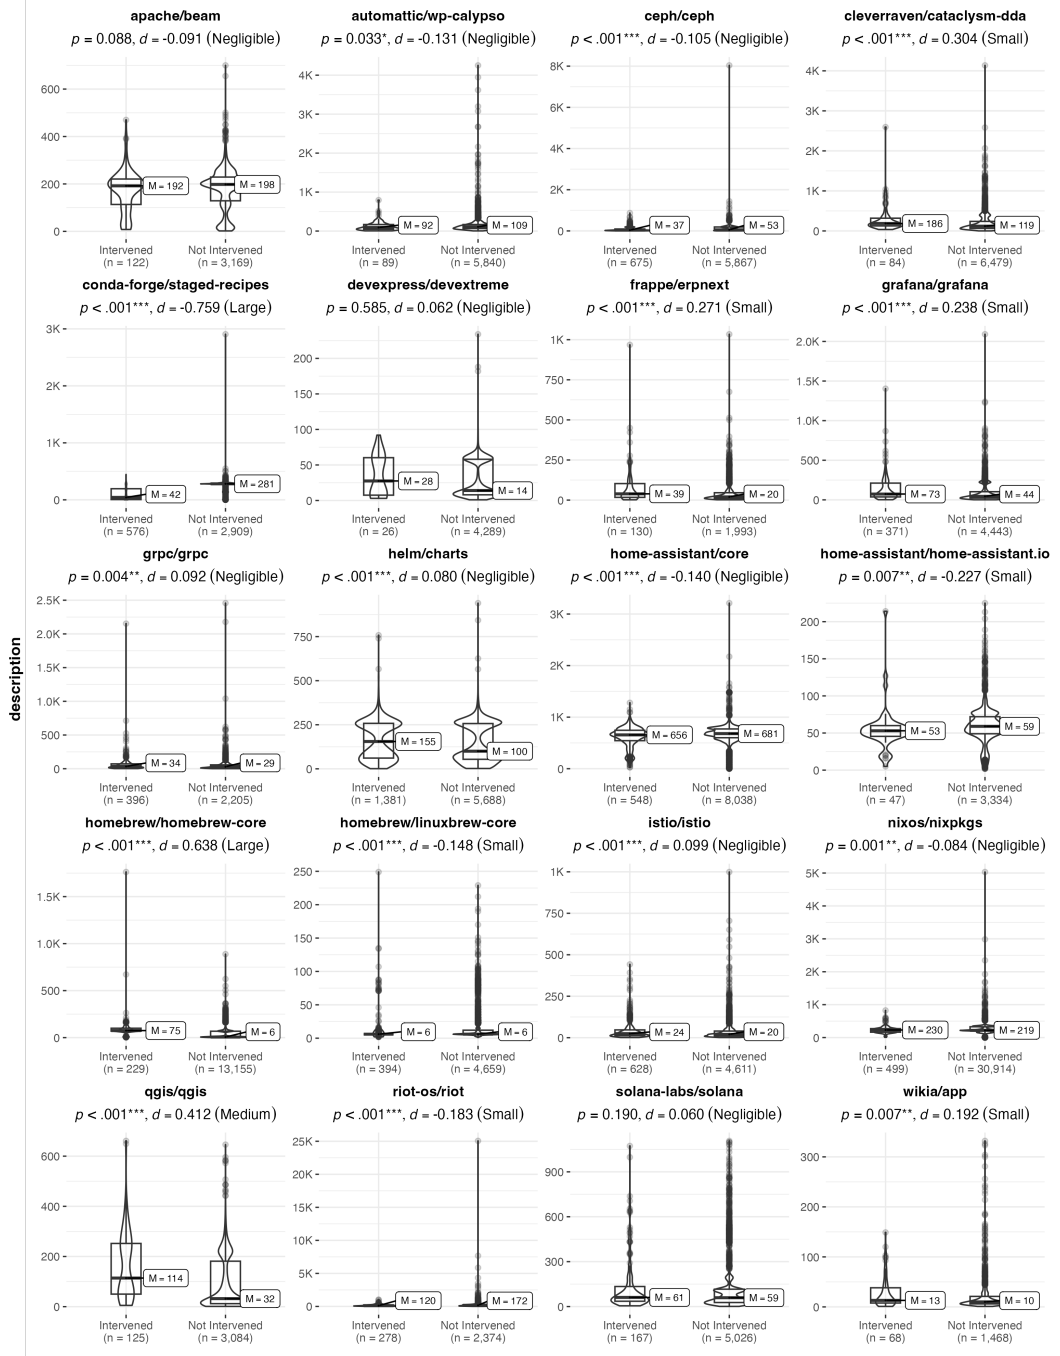 description
apache/beam
p = 0.088, d = -0.091 (Negligible)
600
400
200
0
M = 192
M = 198
Intervened
(n = 122)
Not Intervened
(n = 3,169)
automattic/wp-calypso
p = 0.033*, d = -0.131 (Negligible)
4K
3K
2K
1K
0
M = 92
M = 109
Intervened
(n = 89)
Not Intervened
(n = 5,840)
ceph/ceph
p < .001***, d = -0.105 (Negligible)
8K
6K
4K
2K
0
M = 37
M = 53
Intervened
(n = 675)
Not Intervened
(n = 5,867)
cleverraven/cataclysm-dda
p < .001***, d = 0.304 (Small)
4K
3K
2K
1K
0
M = 186
M = 119
Intervened
(n = 84)
Not Intervened
(n = 6,479)
conda-forge/staged-recipes
p < .001***, d = -0.759 (Large)
3K
2K
1K
0
M = 42
M = 281
Intervened
(n = 576)
Not Intervened
(n = 2,909)
devexpress/devextreme
p = 0.585, d = 0.062 (Negligible)
200
150
100
50
0
M = 28
M = 14
Intervened
(n = 26)
Not Intervened
(n = 4,289)
frappe/erpnext
p < .001***, d = 0.271 (Small)
1K
750
500
250
0
M = 39
M = 20
Intervened
(n = 130)
Not Intervened
(n = 1,993)
grafana/grafana
p < .001***, d = 0.238 (Small)
2.0K
1.5K
1.0K
500
0
M = 73
M = 44
Intervened
(n = 371)
Not Intervened
(n = 4,443)
grpc/grpc
p = 0.004**, d = 0.092 (Negligible)
2.5K
2.0K
1.5K
1.0K
500
0
M = 34
M = 29
Intervened
(n = 396)
Not Intervened
(n = 2,205)
helm/charts
p < .001***, d = 0.080 (Negligible)
750
500
250
0
M = 155
M = 100
Intervened
(n = 1,381)
Not Intervened
(n = 5,688)
home-assistant/core
p < .001***, d = -0.140 (Negligible)
3K
2K
1K
0
M = 656
M = 681
Intervened
(n = 548)
Not Intervened
(n = 8,038)
home-assistant/home-assistant.io
p = 0.007**, d = -0.227 (Small)
200
150
100
50
0
M = 53
M = 59
Intervened
(n = 47)
Not Intervened
(n = 3,334)
homebrew/homebrew-core
p < .001***, d = 0.638 (Large)
1.5K
1.0K
500
0
M = 75
M = 6
Intervened
(n = 229)
Not Intervened
(n = 13,155)
homebrew/linuxbrew-core
p < .001***, d = -0.148 (Small)
250
200
150
100
50
0
M = 6
M = 6
Intervened
(n = 394)
Not Intervened
(n = 4,659)
istio/istio
p < .001***, d = 0.099 (Negligible)
1K
750
500
250
0
M = 24
M = 20
Intervened
(n = 628)
Not Intervened
(n = 4,611)
nixos/nixpkgs
p = 0.001**, d = -0.084 (Negligible)
5K
4K
3K
2K
1K
0
M = 230
M = 219
Intervened
(n = 499)
Not Intervened
(n = 30,914)
qgis/qgis
p < .001***, d = 0.412 (Medium)
600
400
200
0
M = 114
M = 32
Intervened
(n = 125)
Not Intervened
(n = 3,084)
riot-os/riot
p < .001***, d = -0.183 (Small)
25K
20K
15K
10K
5K
0
M = 120
M = 172
Intervened
(n = 278)
Not Intervened
(n = 2,374)
solana-labs/solana
p = 0.190, d = 0.060 (Negligible)
900
600
300
0
M = 61
M = 59
Intervened
(n = 167)
Not Intervened
(n = 5,026)
wikia/app
p = 0.007**, d = 0.192 (Small)
300
200
100
0
M = 13
M = 10
Intervened
(n = 68)
Not Intervened
(n = 1,468)